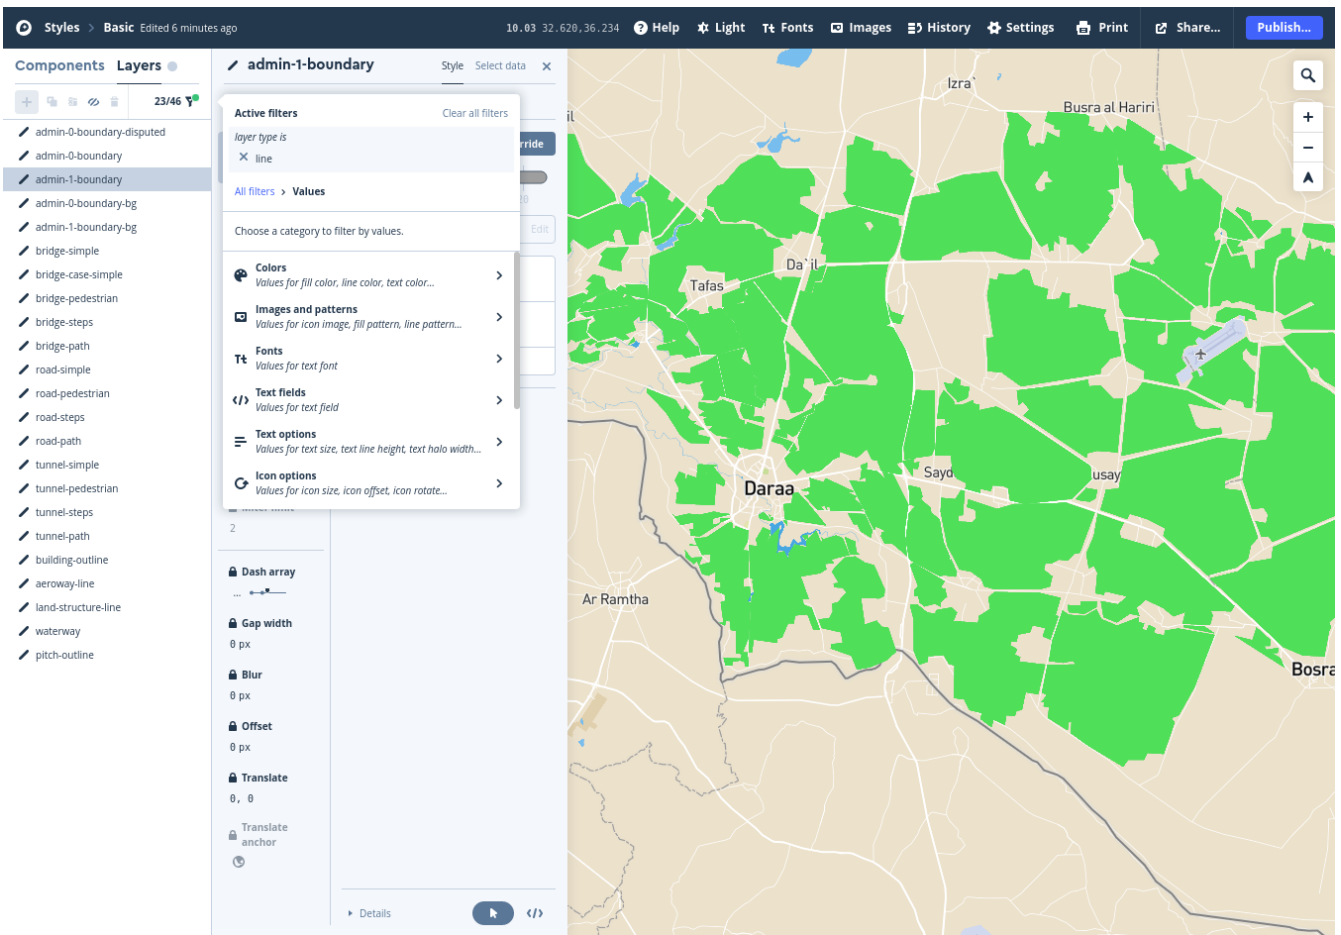 Styles Basic Edited 6 minutes ago 10.03 32.620,36.234 Help Light Fonts Images History Settings Print Share... Publish...
Components Layers
23/46
admin-0-boundary-disputed
admin-0-boundary
admin-1-boundary
admin-0-boundary-bg
admin-1-boundary-bg
bridge-simple
bridge-case-simple
bridge-pedestrian
bridge-steps
bridge-path
road-simple
road-pedestrian
road-steps
road-path
tunnel-simple
tunnel-pedestrian
tunnel-steps
tunnel-path
building-outline
aeroway-line
land-structure-line
waterway
pitch-outline
admin-1-boundary Style Select data
Active filters Clear all filters
layer type is
line
All filters › Values
Choose a category to filter by values.
Colors
Values for fill color, line color, text color...
Images and patterns
Values for icon image, fill pattern, line pattern...
Tt Fonts
Values for text font
</> Text fields
Values for text field
Text options
Values for text size, text line height, text halo width...
Icon options
Values for icon size, icon offset, icon rotate...
rride
Edit
2
Dash array
...
Gap width
0 px
Blur
0 px
Offset
0 px
Translate
0, 0
Translate
anchor
Details
</>
il
Izra`
Busra al Hariri
Da`il
Tafas
Sayd
usay
Daraa
Ar Ramtha
Bosra